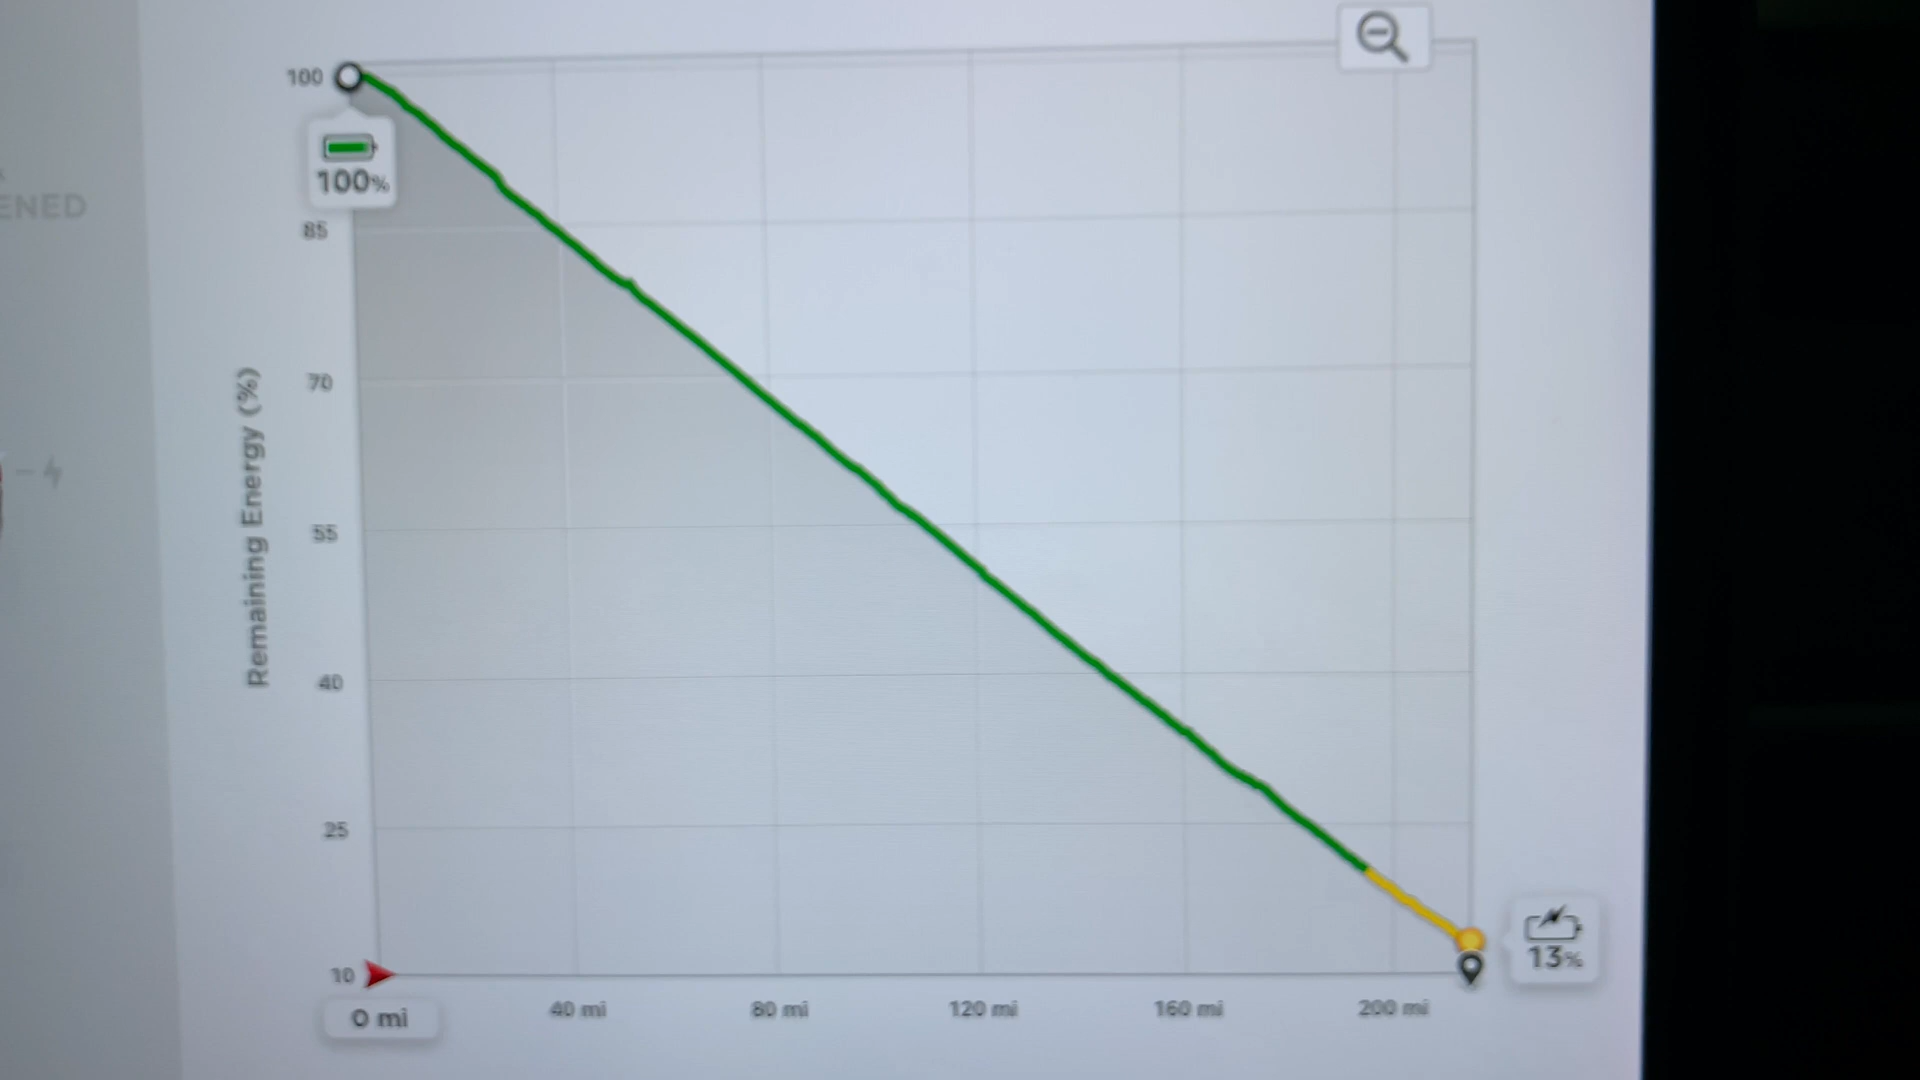 ENED
100
100%
85
70
55
40
25
10
Remaining Energy (%)
13%
0 mi
40 mi
80 mi
120 mi
160 mi
200 mi